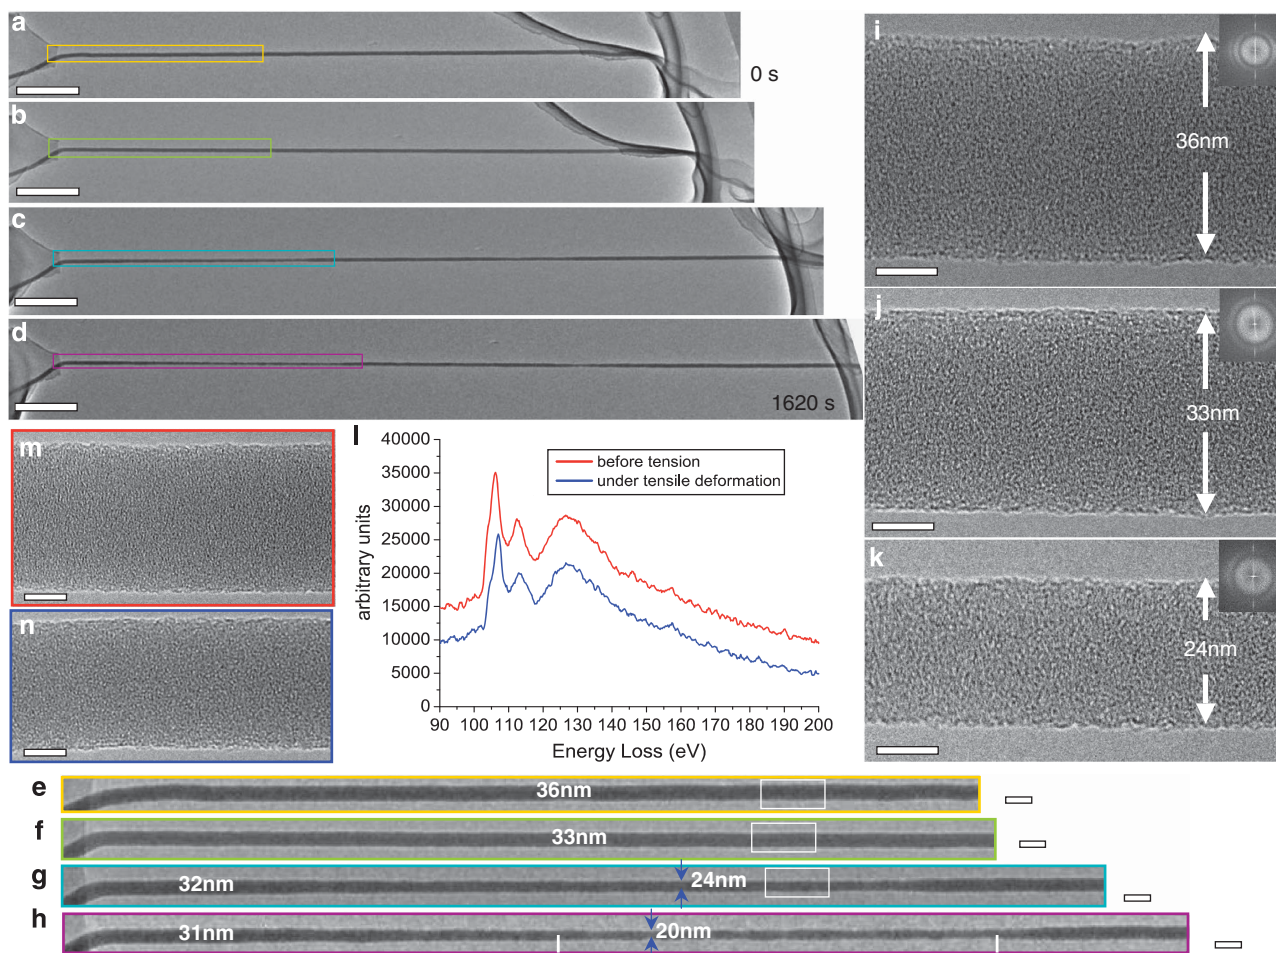 a
0 s
b
c
d
1620 s
i
36nm
j
33nm
k
24nm
m
n
l
40000
35000
30000
25000
20000
15000
10000
5000
0
arbitrary units
before tension
under tensile deformation
90 100 110 120 130 140 150 160 170 180 190 200
Energy Loss (eV)
e
36nm
f
33nm
g
32nm
24nm
h
31nm
20nm